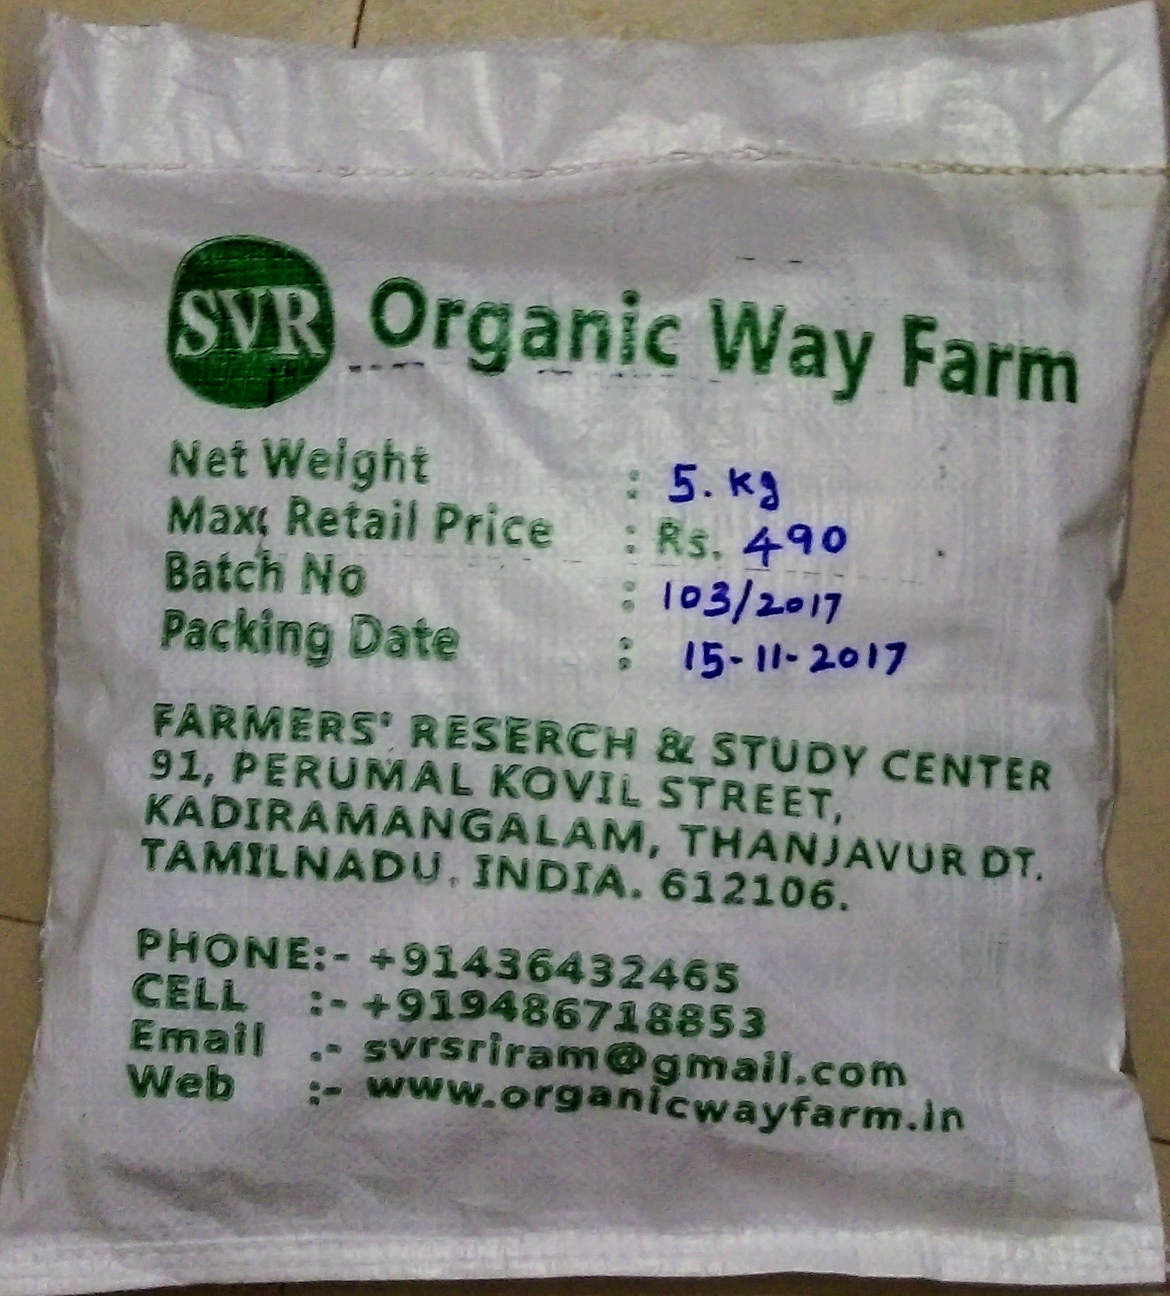 SVR Organic Way Farm
Net Weight : 5. kg
Max. Retail Price : Rs. 490
Batch No : 103/2017
Packing Date : 15-11-2017
FARMERS' RESERCH & STUDY CENTER
91, PERUMAL KOVIL STREET,
KADIRAMANGALAM, THANJAVUR DT.
TAMILNADU. INDIA. 612106.
PHONE:- +91436432465
CELL :- +919486718853
Email :- svrsriram@gmail.com
Web :- www.organicwayfarm.in